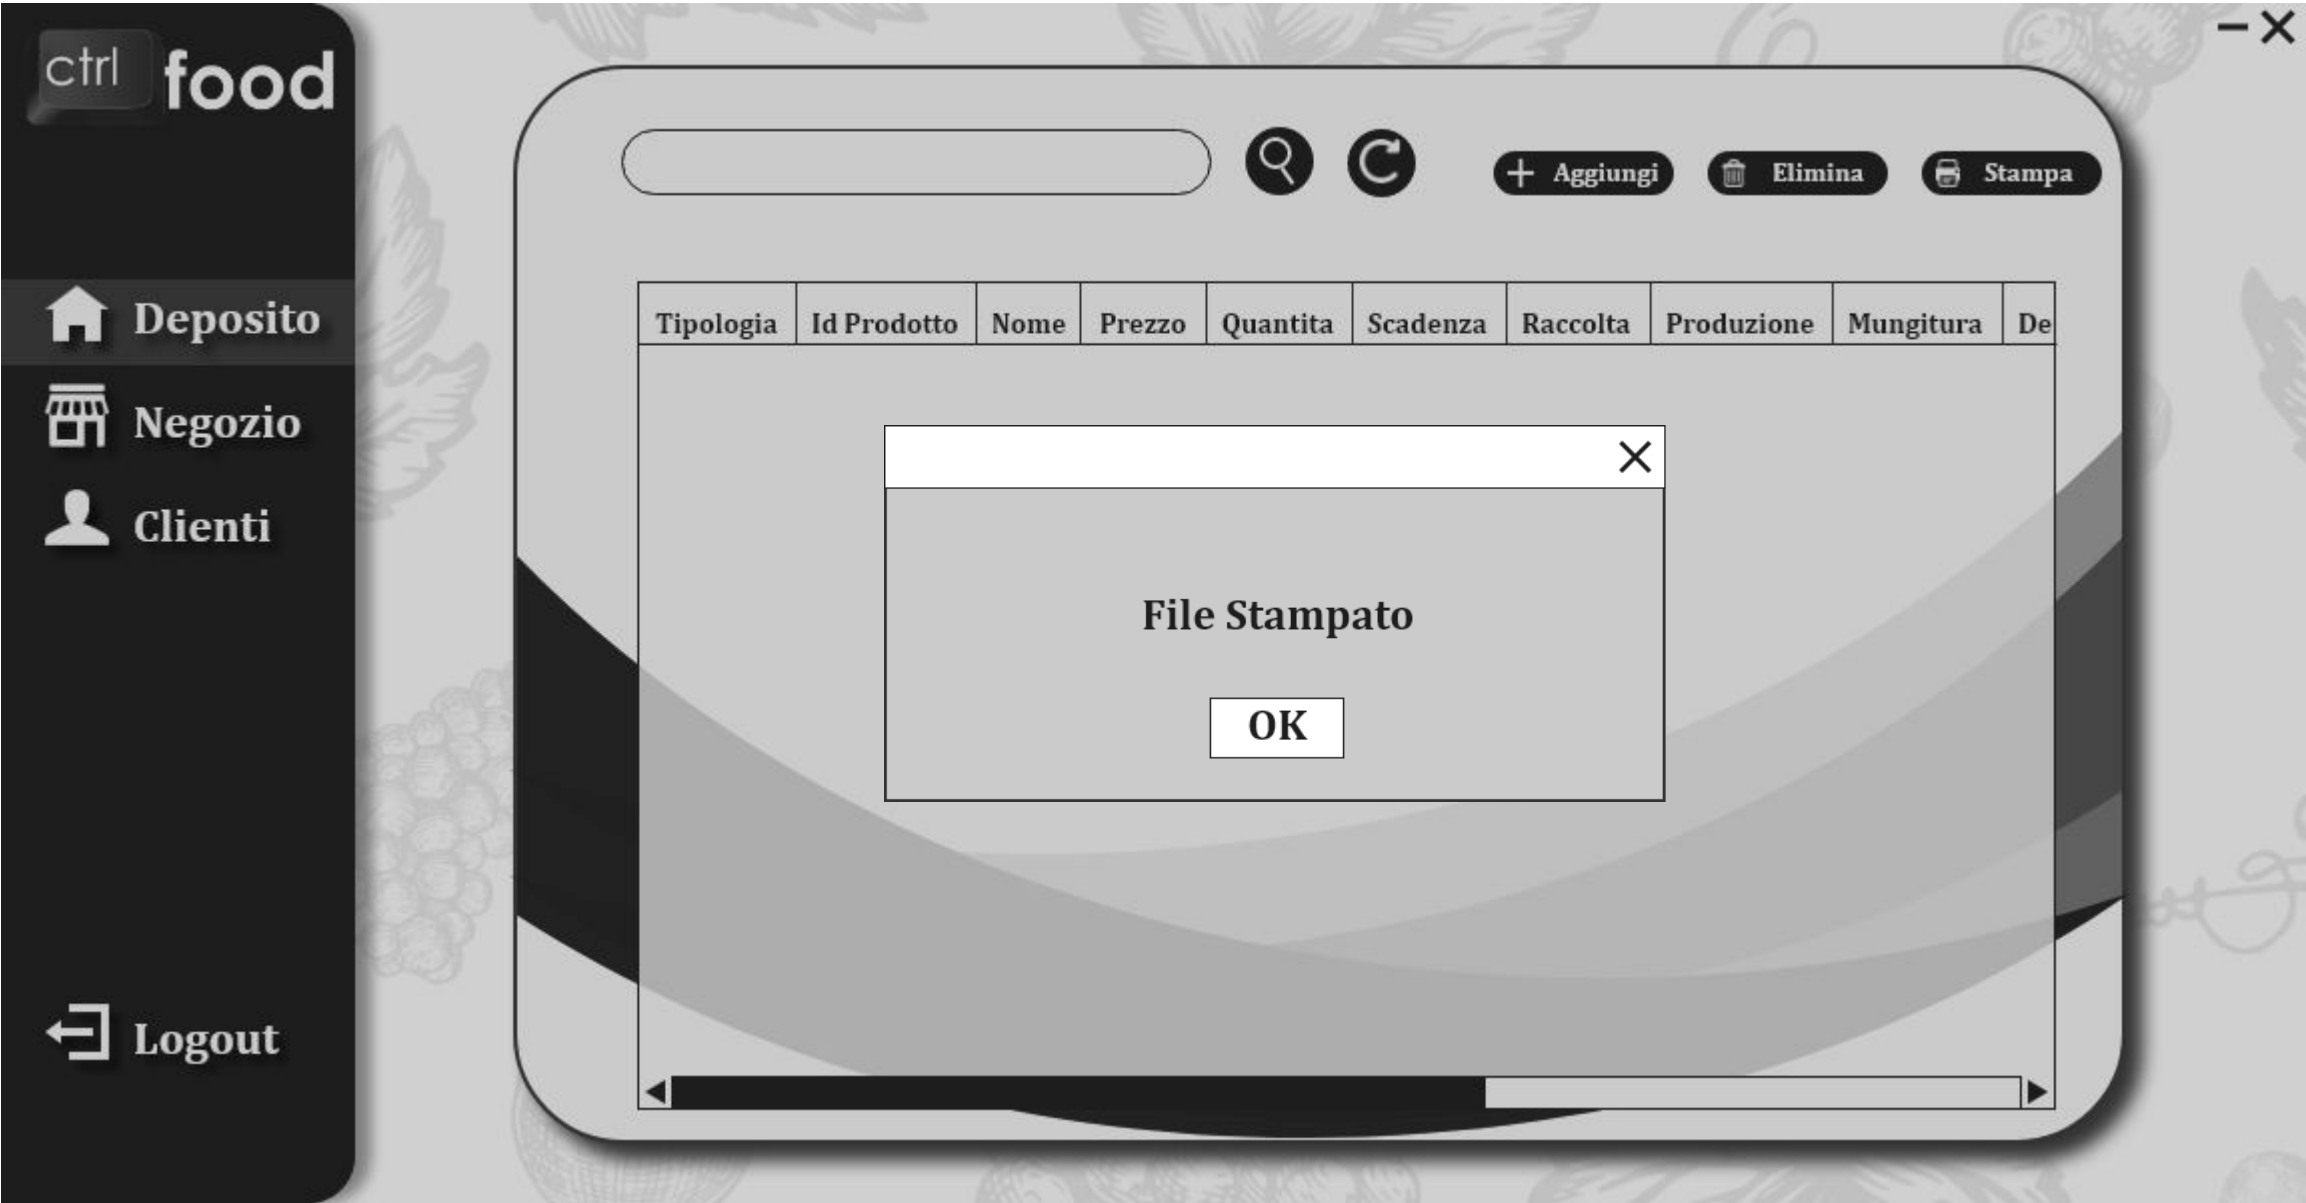 ctrl food
Aggiungi
Elimina
Stampa
Deposito
Negozio
Clienti
Logout
Tipologia Id Prodotto Nome Prezzo Quantita Scadenza Raccolta Produzione Mungitura De
File Stampato
OK